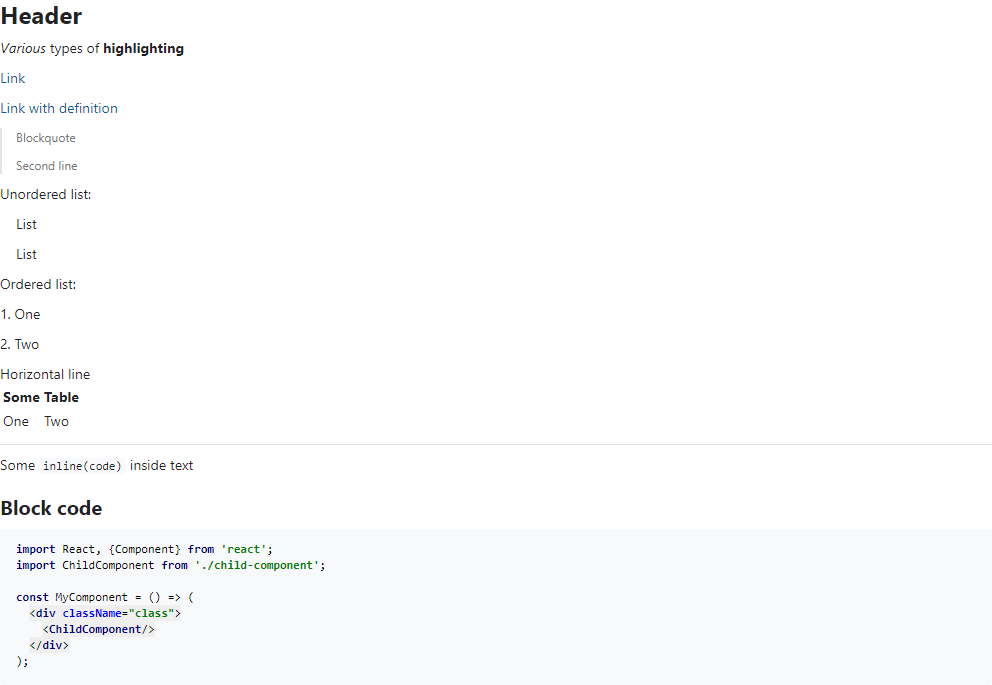 Header
Various types of highlighting
Link
Link with definition
Blockquote
Second line
Unordered list:
List
List
Ordered list:
1. One
2. Two
Horizontal line
Some Table
One Two
Some inline(code) inside text
Block code
import React, {Component} from 'react';
import ChildComponent from './child-component';
const MyComponent = () => (
<div className="class">
<ChildComponent/>
</div>
);